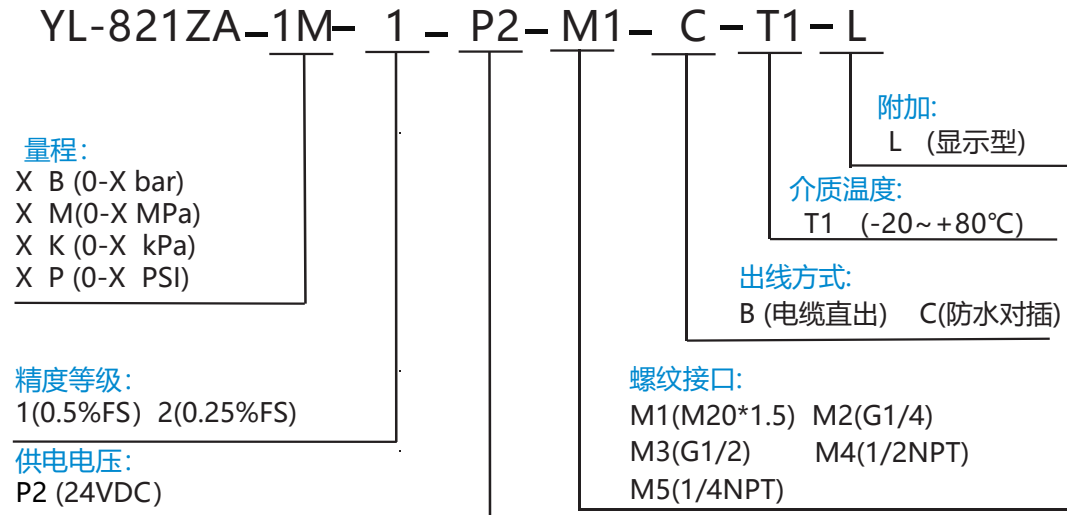 YL-821ZA-1M- 1 - P2- M1- C - T1 - L
量程:
X B (0-X bar)
X M(0-X MPa)
X K (0-X kPa)
X P (0-X PSI)
精度等级:
1(0.5%FS) 2(0.25%FS)
供电电压:
P2 (24VDC)
附加:
L (显示型)
介质温度:
T1 (-20~+80℃)
出线方式:
B (电缆直出) C(防水对插)
螺纹接口:
M1(M20*1.5) M2(G1/4)
M3(G1/2) M4(1/2NPT)
M5(1/4NPT)